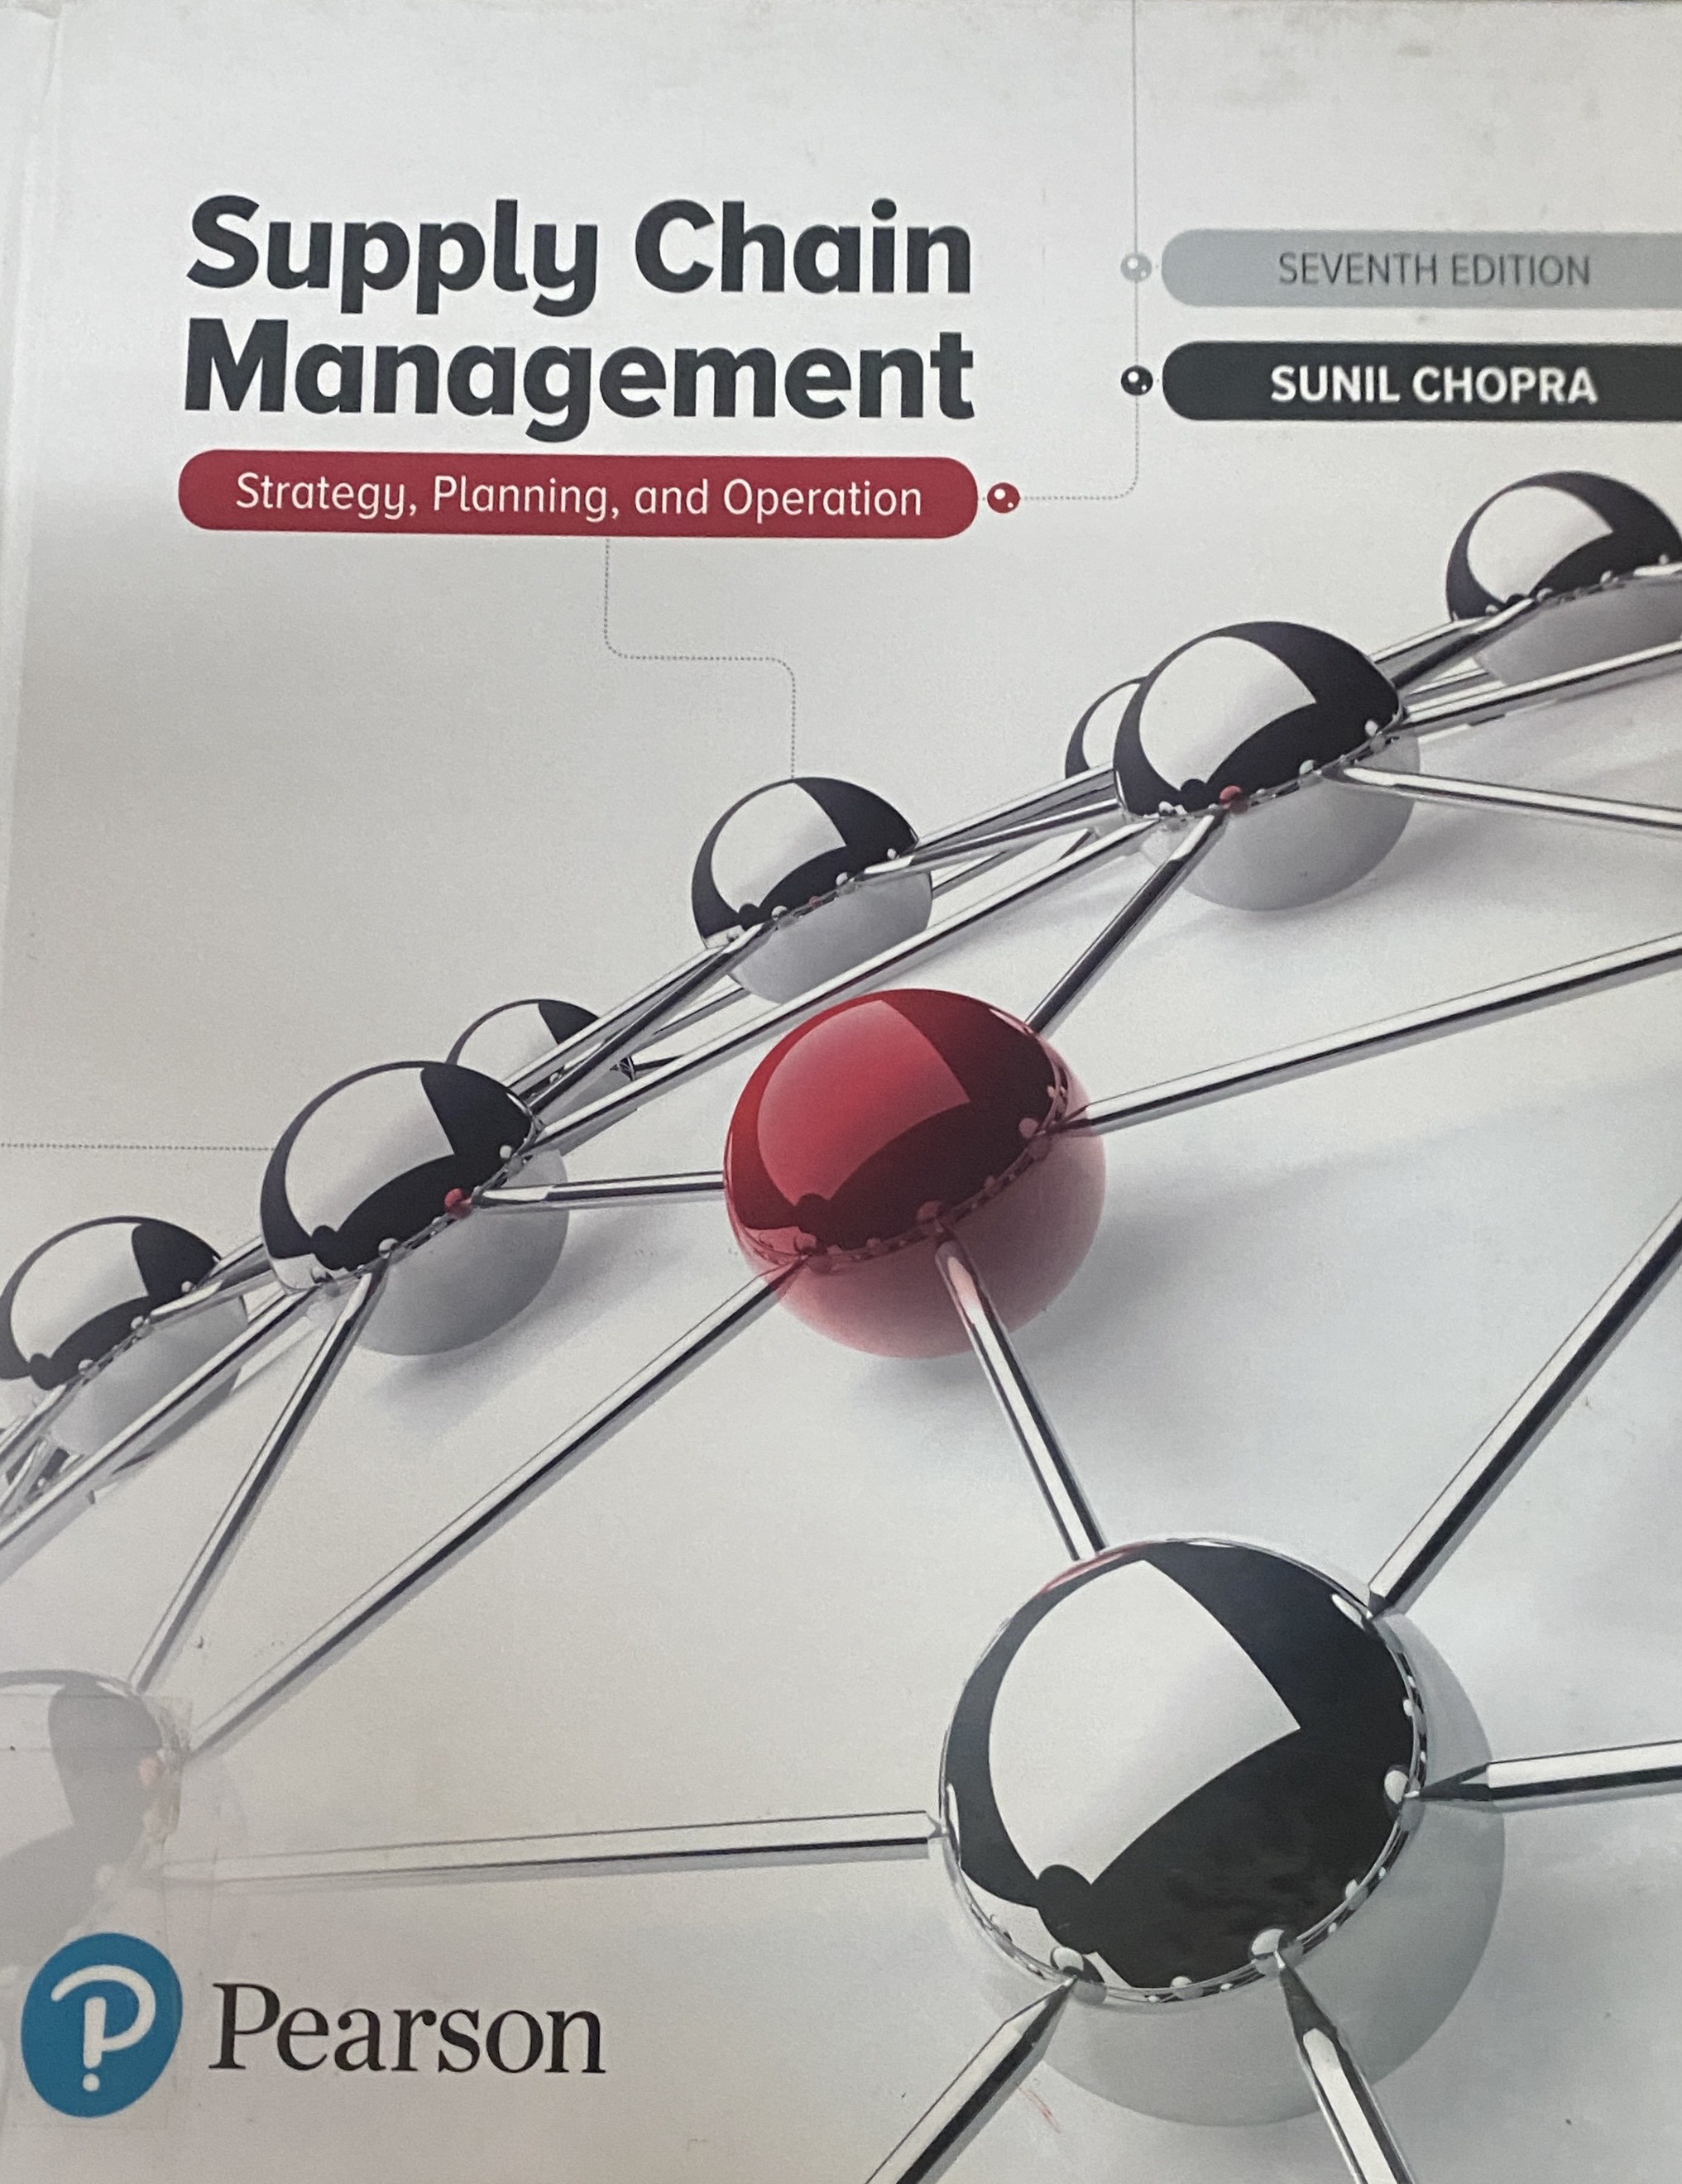 Supply Chain
Management
Strategy, Planning, and Operation
SEVENTH EDITION
SUNIL CHOPRA
Pearson